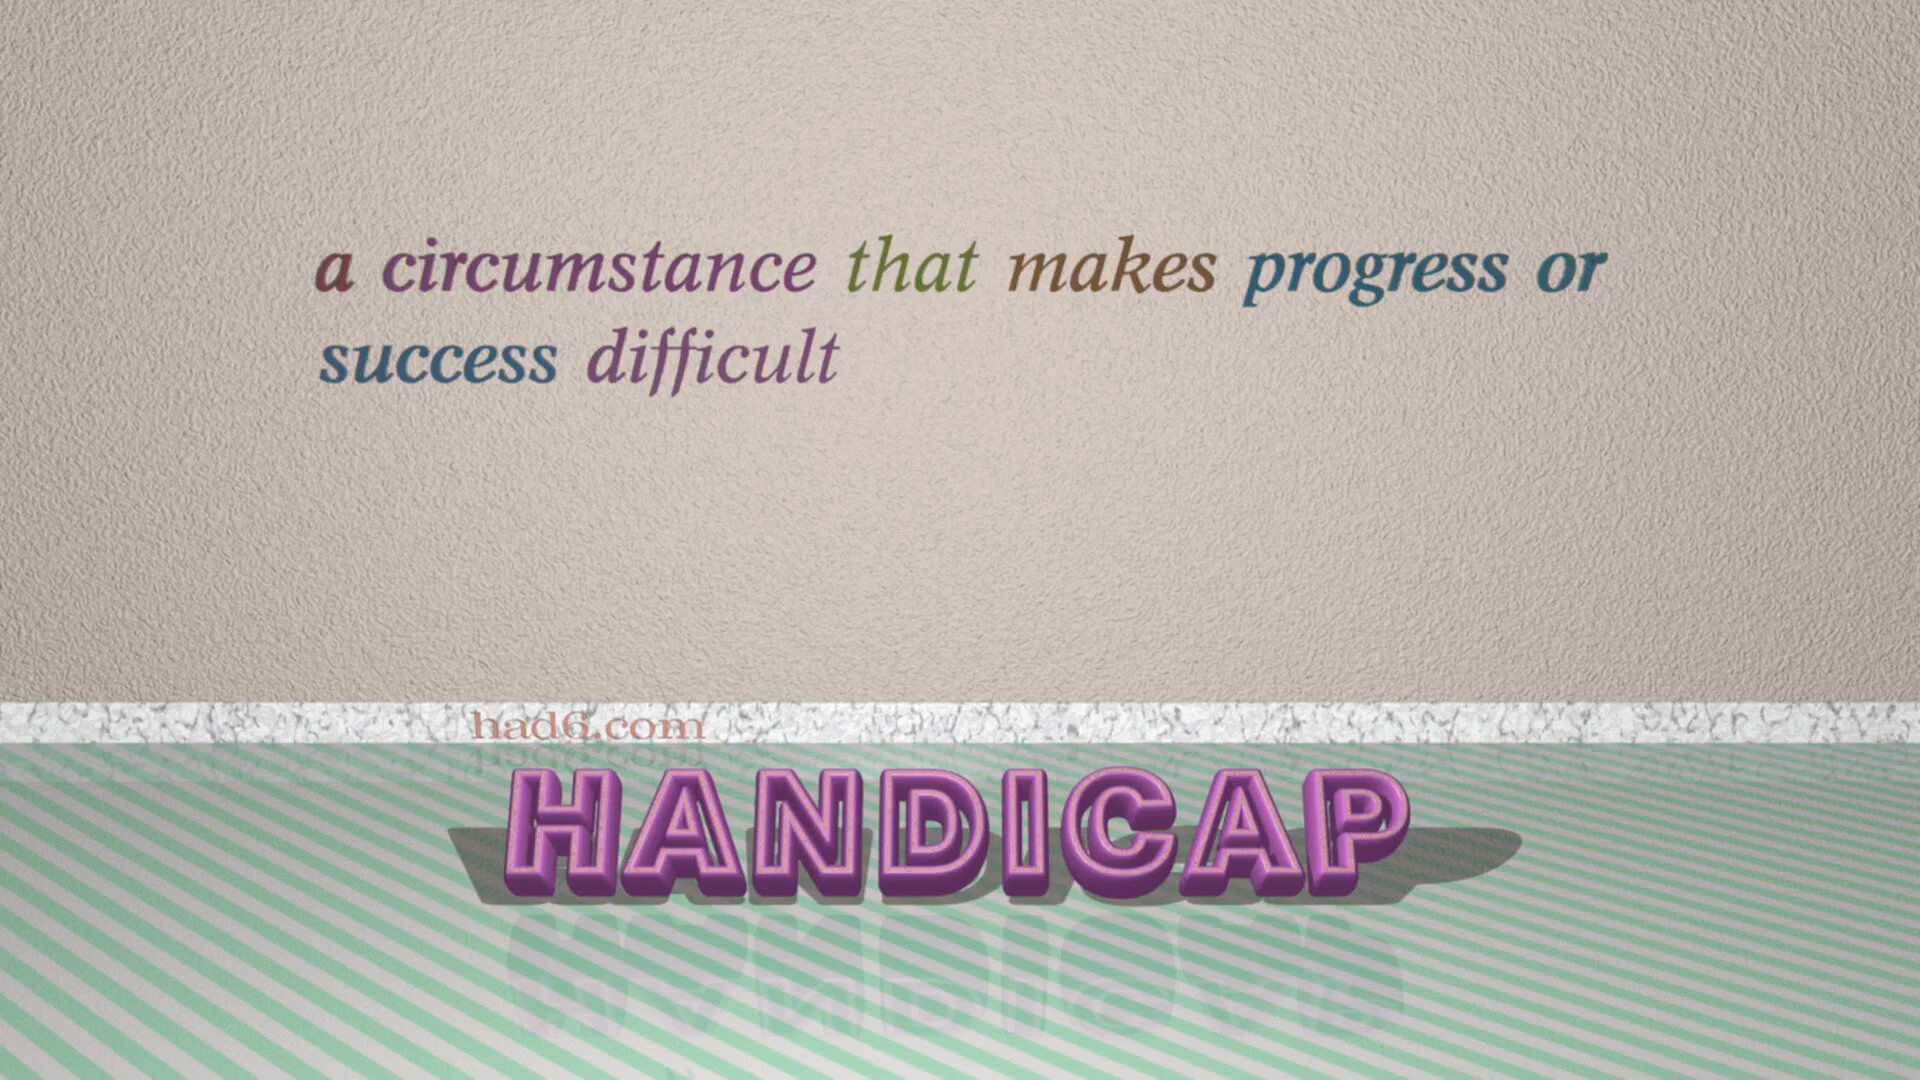 a circumstance that makes progress or
success difficult
had6.com
HANDICAP